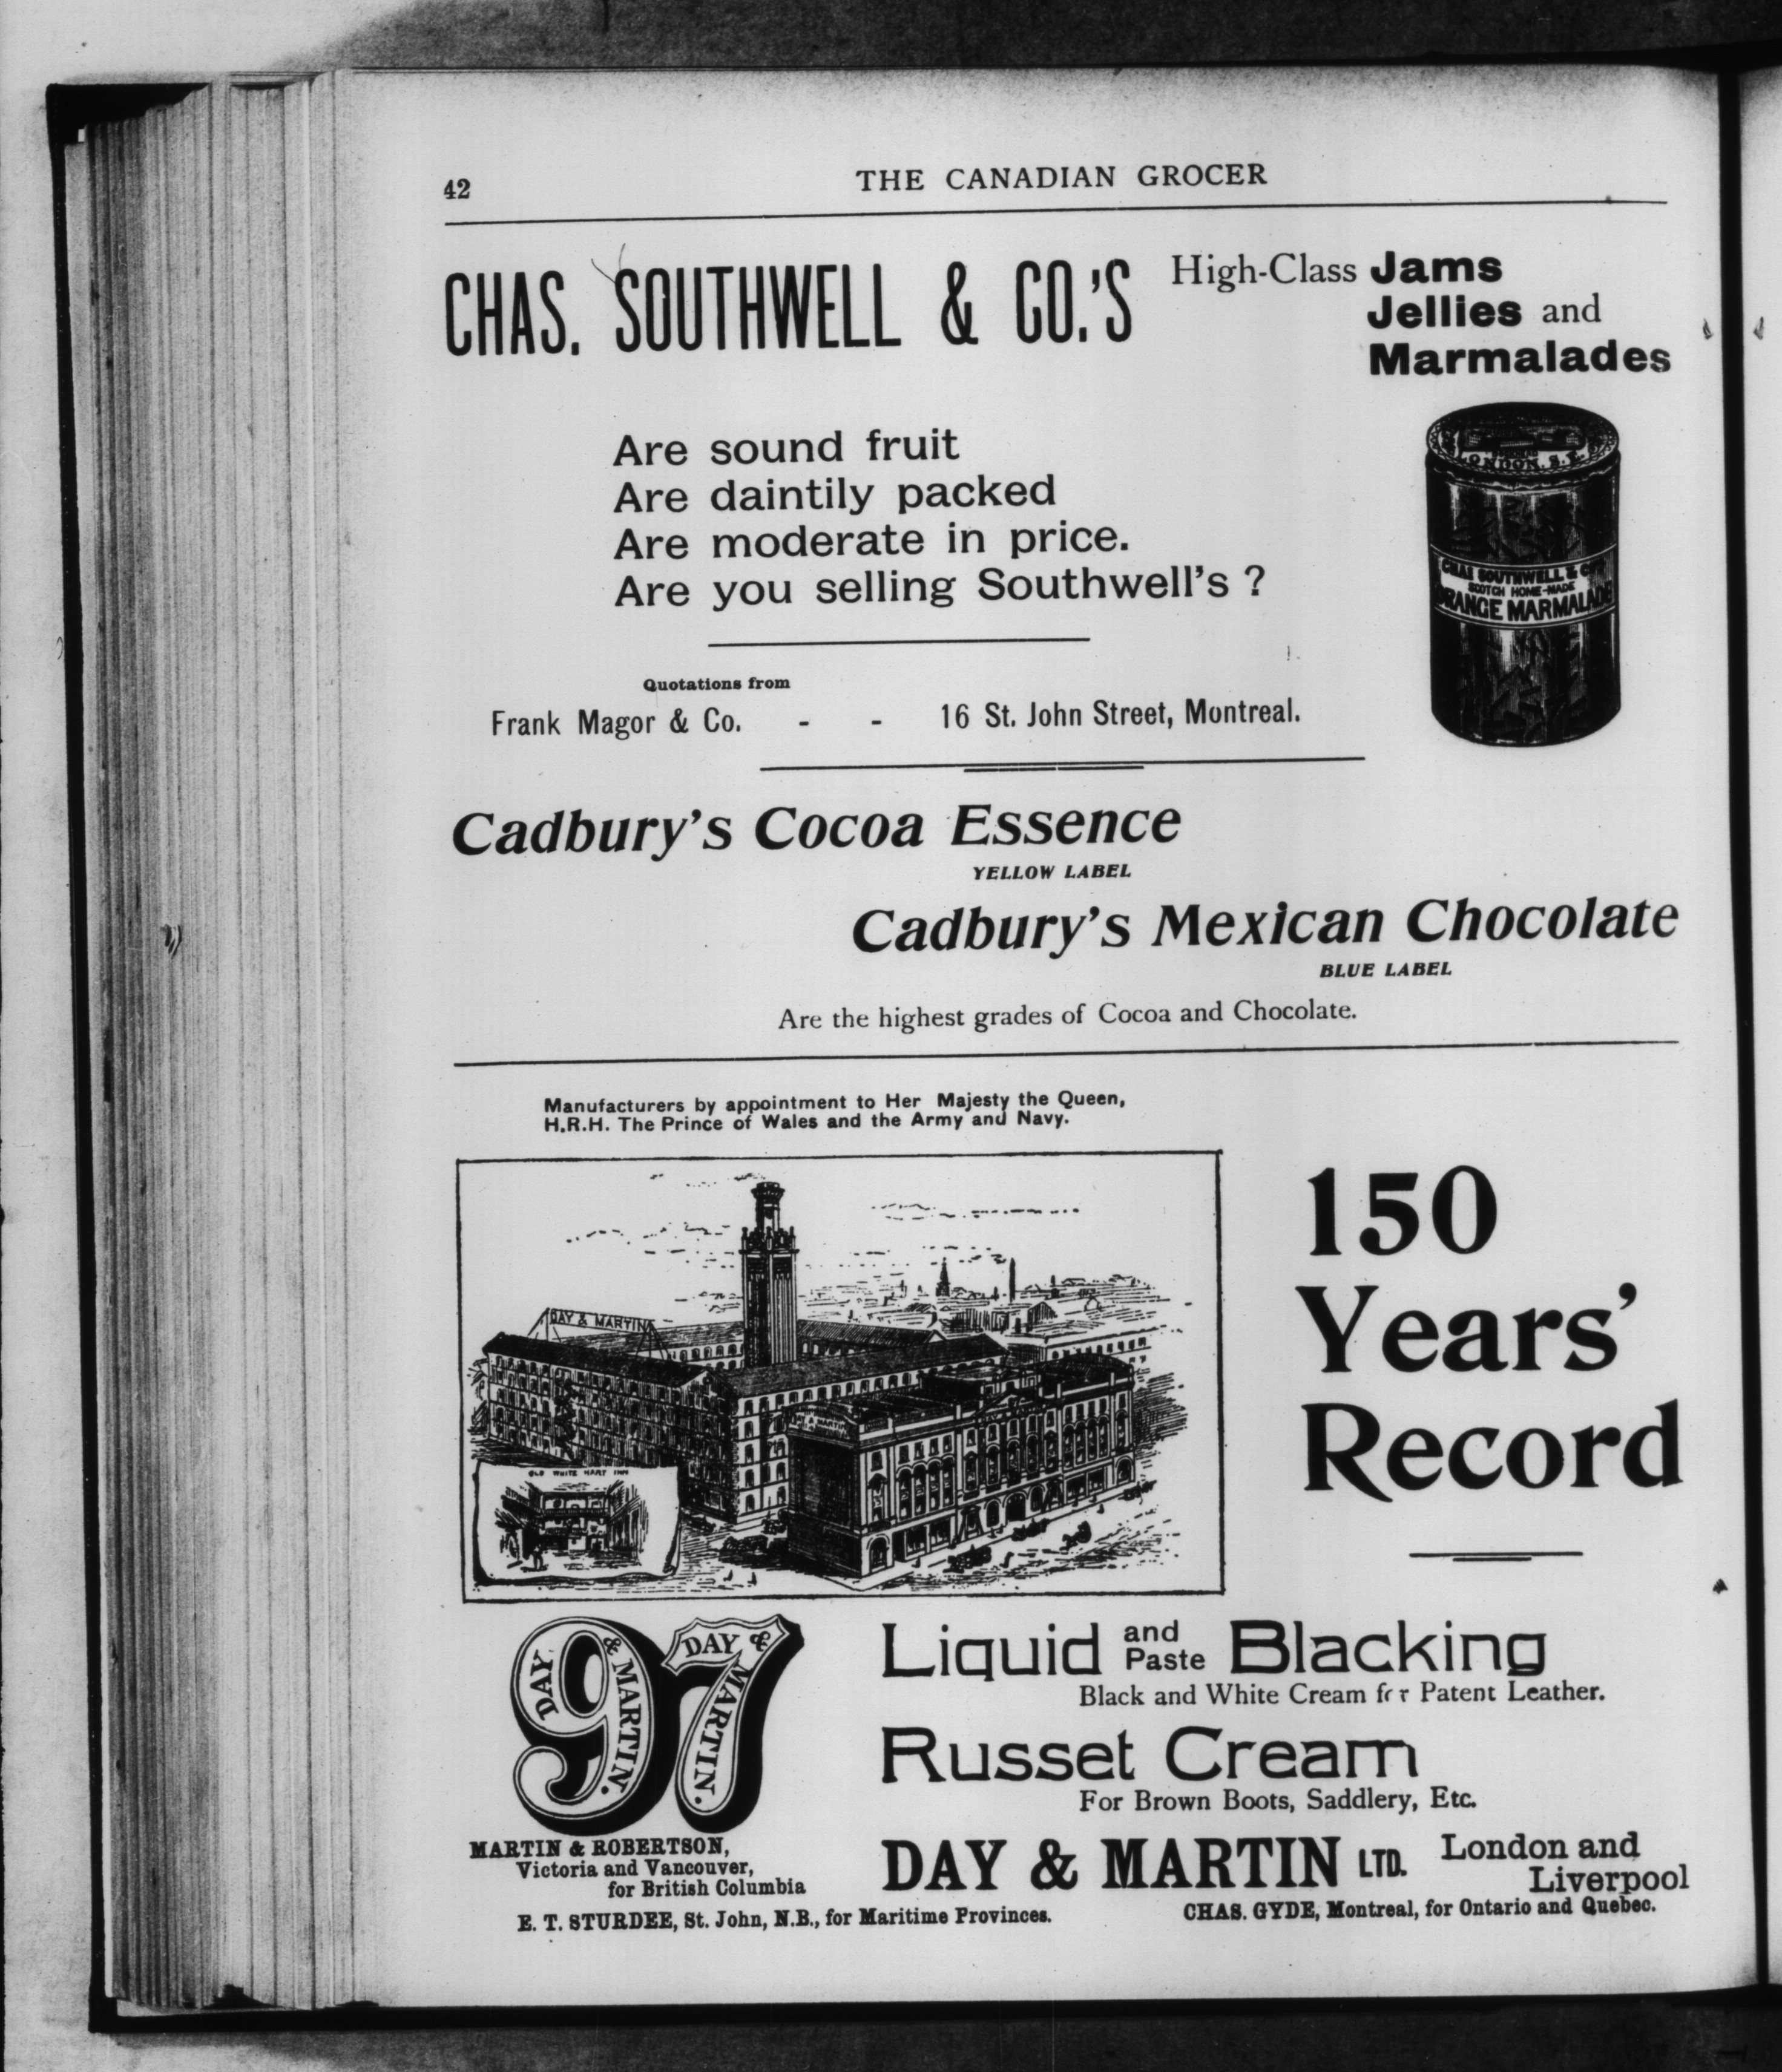 42
THE CANADIAN GROCER
CHAS. SOUTHWELL & CO.'S
High-Class Jams
Jellies and
Marmalades
Are sound fruit
Are daintily packed
Are moderate in price.
Are you selling Southwell's ?
LONDON. S.E.
CHAS SOUTHWELL & CO'S
SCOTCH HOME-MADE
ORANGE MARMALADE
Quotations from
Frank Magor & Co. - - 16 St. John Street, Montreal.
Cadbury's Cocoa Essence
YELLOW LABEL
Cadbury's Mexican Chocolate
BLUE LABEL
Are the highest grades of Cocoa and Chocolate.
Manufacturers by appointment to Her Majesty the Queen,
H.R.H. The Prince of Wales and the Army and Navy.
DAY & MARTIN
DAY & MARTIN
OLD WHITE HART INN
150
Years'
Record
97
DAY & MARTIN.
DAY & MARTIN.
Liquid and Paste Blacking
Black and White Cream for Patent Leather.
Russet Cream
For Brown Boots, Saddlery, Etc.
MARTIN & ROBERTSON,
Victoria and Vancouver,
for British Columbia
DAY & MARTIN LTD. London and
Liverpool
E. T. STURDEE, St. John, N.B., for Maritime Provinces.
CHAS. GYDE, Montreal, for Ontario and Quebec.